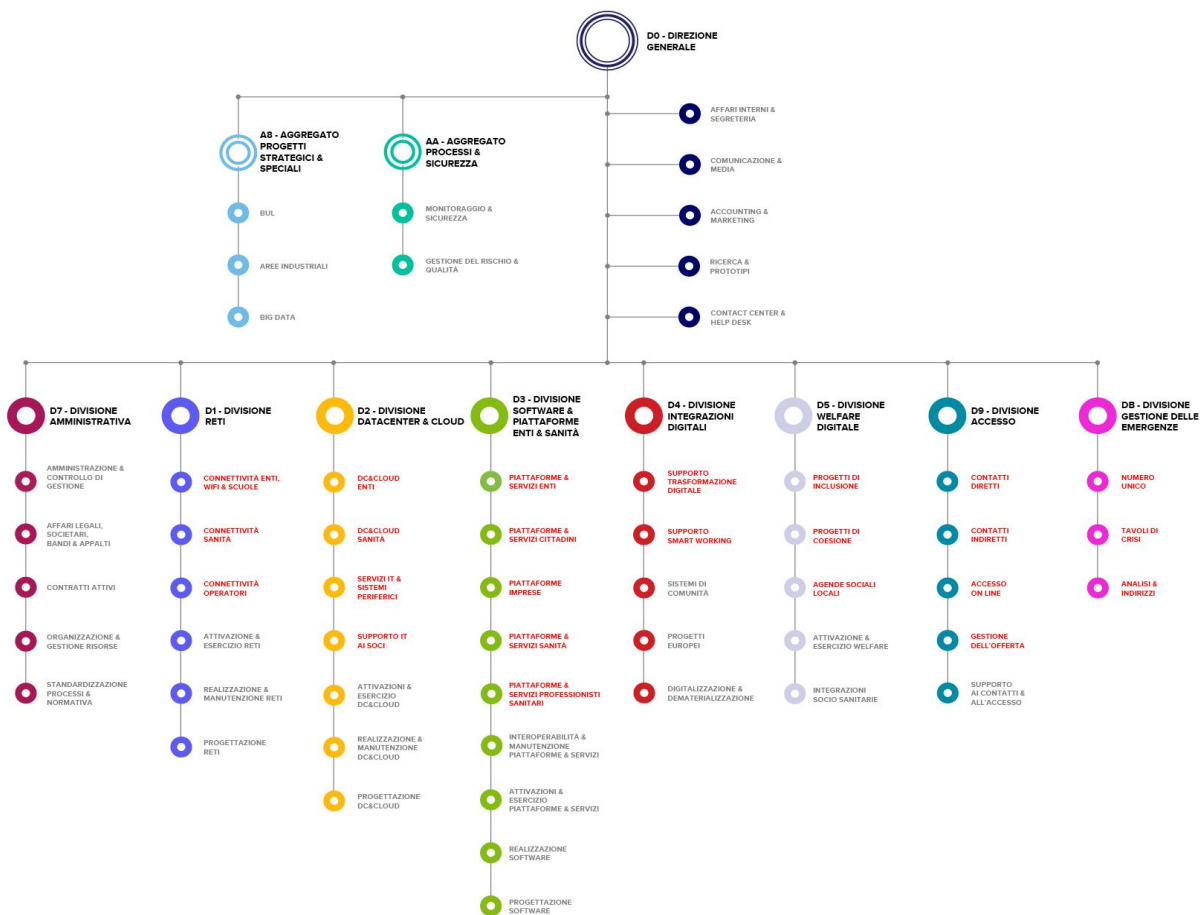 D0 - DIREZIONE
GENERALE
A8 - AGGREGATO
PROGETTI
STRATEGICI &
SPECIALI
BUL
AREE INDUSTRIALI
BIG DATA
AA - AGGREGATO
PROCESSI &
SICUREZZA
MONITORAGGIO &
SICUREZZA
GESTIONE DEL RISCHIO &
QUALITÀ
AFFARI INTERNI &
SEGRETERIA
COMUNICAZIONE &
MEDIA
ACCOUNTING &
MARKETING
RICERCA &
PROTOTIPI
CONTACT CENTER &
HELP DESK
D7 - DIVISIONE
AMMINISTRATIVA
AMMINISTRAZIONE &
CONTROLLO DI
GESTIONE
AFFARI LEGALI,
SOCIETARI,
BANDI & APPALTI
CONTRATTI ATTIVI
ORGANIZZAZIONE &
GESTIONE RISORSE
STANDARDIZZAZIONE
PROCESSI &
NORMATIVA
D1 - DIVISIONE
RETI
CONNETTIVITÀ ENTI,
WIFI & SCUOLE
CONNETTIVITÀ
SANITÀ
CONNETTIVITÀ
OPERATORI
ATTIVAZIONE &
ESERCIZIO RETI
REALIZZAZIONE &
MANUTENZIONE RETI
PROGETTAZIONE
RETI
D2 - DIVISIONE
DATACENTER & CLOUD
DC&CLOUD
ENTI
DC&CLOUD
SANITÀ
SERVIZI IT &
SISTEMI
PERIFERICI
SUPPORTO IT
AI SOCI
ATTIVAZIONI &
ESERCIZO
DC&CLOUD
REALIZZAZIONE &
MANUTENZIONE
DC&CLOUD
PROGETTAZIONE
DC&CLOUD
D3 - DIVISIONE
SOFTWARE &
PIATTAFORME
ENTI & SANITÀ
PIATTAFORME &
SERVIZI ENTI
PIATTAFORME &
SERVIZI CITTADINI
PIATTAFORME
IMPRESE
PIATTAFORME &
SERVIZI SANITÀ
PIATTAFORME &
SERVIZI PROFESSIONISTI
SANITARI
INTEROPERABILITÀ &
MANUTENZIONE
PIATTAFORME & SERVIZI
ATTIVAZIONI &
ESERCIZIO
PIATTAFORME & SERVIZI
REALIZZAZIONE
SOFTWARE
PROGETTAZIONE
SOFTWARE
D4 - DIVISIONE
INTEGRAZIONI
DIGITALI
SUPPORTO
TRASFORMAZIONE
DIGITALE
SUPPORTO
SMART WORKING
SISTEMI DI
COMUNITÀ
PROGETTI
EUROPEI
DIGITALIZZAZIONE &
DEMATERIALIZZAZIONE
D5 - DIVISIONE
WELFARE
DIGITALE
PROGETTI DI
INCLUSIONE
PROGETTI DI
COESIONE
AGENDE SOCIALI
LOCALI
ATTIVAZIONE &
ESERCIZIO WELFARE
INTEGRAZIONI
SOCIO SANITARIE
D9 - DIVISIONE
ACCESSO
CONTATTI
DIRETTI
CONTATTI
INDIRETTI
ACCESSO
ON LINE
GESTIONE
DELL'OFFERTA
SUPPORTO
AI CONTATTI &
ALL'ACCESSO
DB - DIVISIONE
GESTIONE DELLE
EMERGENZE
NUMERO
UNICO
TAVOLI DI
CRISI
ANALISI &
INDIRIZZI